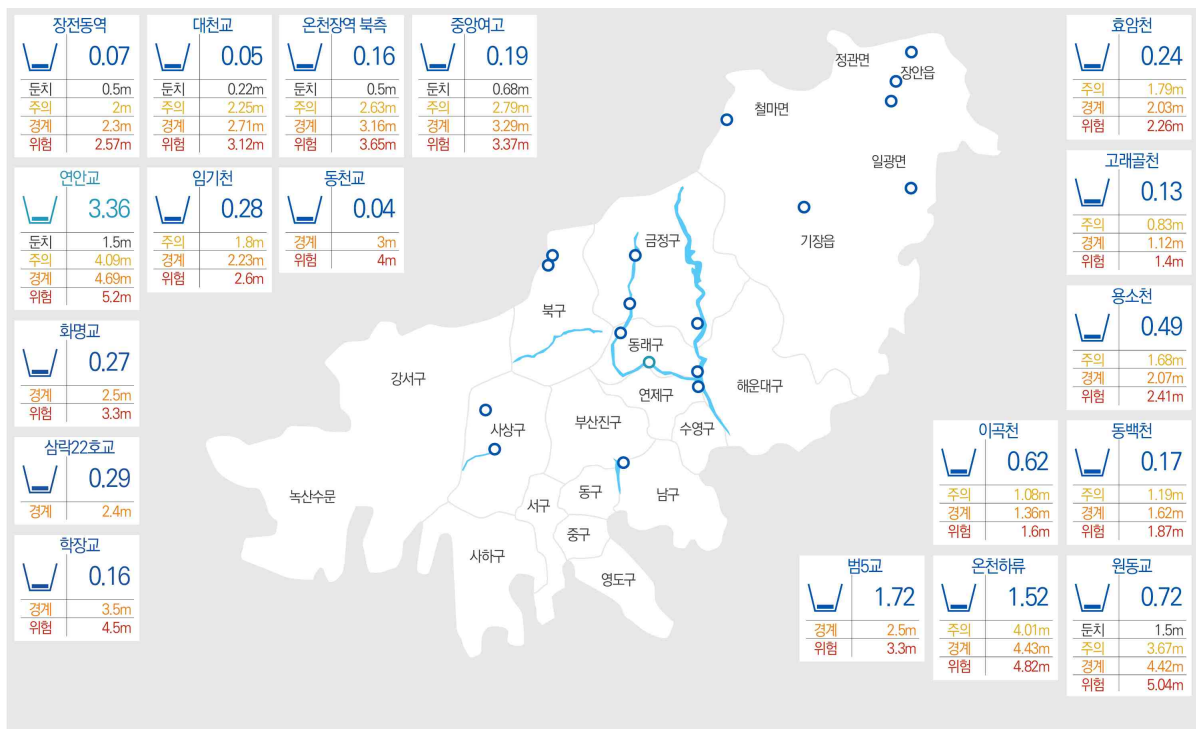 장전동역
0.07
둔치 0.5m
주의 2m
경계 2.3m
위험 2.57m
대천교
0.05
둔치 0.22m
주의 2.25m
경계 2.71m
위험 3.12m
온천장역 북측
0.16
둔치 0.5m
주의 2.63m
경계 3.16m
위험 3.65m
중앙여고
0.19
둔치 0.68m
주의 2.79m
경계 3.29m
위험 3.37m
연안교
3.36
둔치 1.5m
주의 4.09m
경계 4.69m
위험 5.2m
임기천
0.28
주의 1.8m
경계 2.23m
위험 2.6m
동천교
0.04
경계 3m
위험 4m
화명교
0.27
경계 2.5m
위험 3.3m
삼락22호교
0.29
경계 2.4m
학장교
0.16
경계 3.5m
위험 4.5m
정관면
장안읍
철마면
일광면
기장읍
금정구
북구
동래구
강서구
해운대구
연제구
부산진구
사상구
수영구
녹산수문
서구
동구
남구
중구
사하구
영도구
효암천
0.24
주의 1.79m
경계 2.03m
위험 2.26m
고래골천
0.13
주의 0.83m
경계 1.12m
위험 1.4m
용소천
0.49
주의 1.68m
경계 2.07m
위험 2.41m
이곡천
0.62
주의 1.08m
경계 1.36m
위험 1.6m
동백천
0.17
주의 1.19m
경계 1.62m
위험 1.87m
범5교
1.72
경계 2.5m
위험 3.3m
온천하류
1.52
주의 4.01m
경계 4.43m
위험 4.82m
원동교
0.72
둔치 1.5m
주의 3.67m
경계 4.42m
위험 5.04m